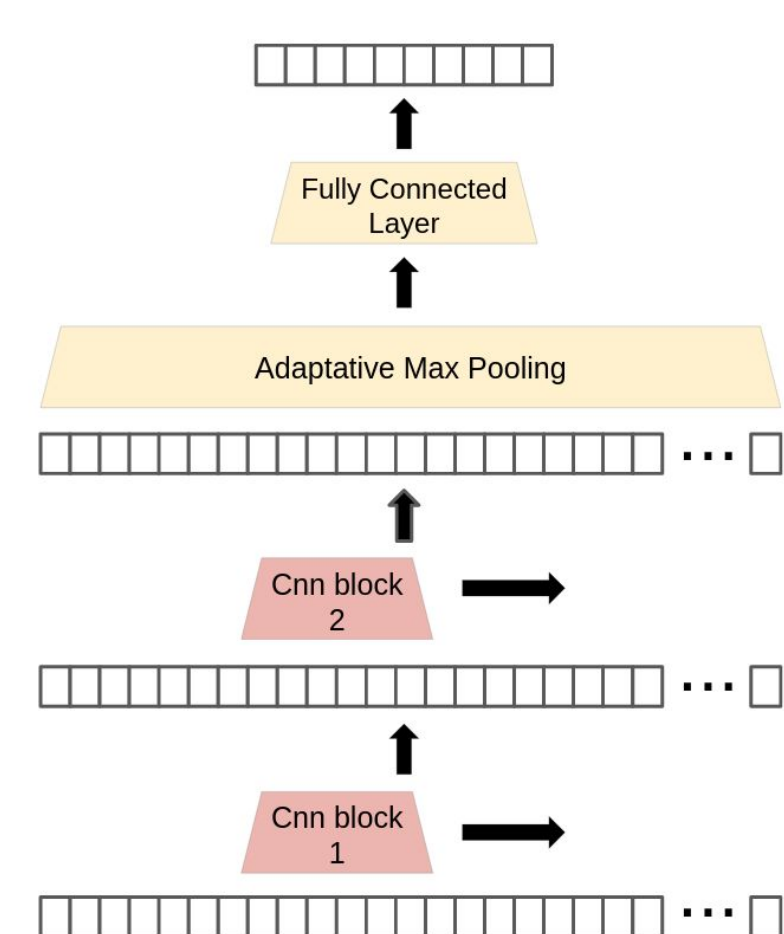 Fully Connected
Layer
Adaptative Max Pooling
...
Cnn block
2
...
Cnn block
1
...